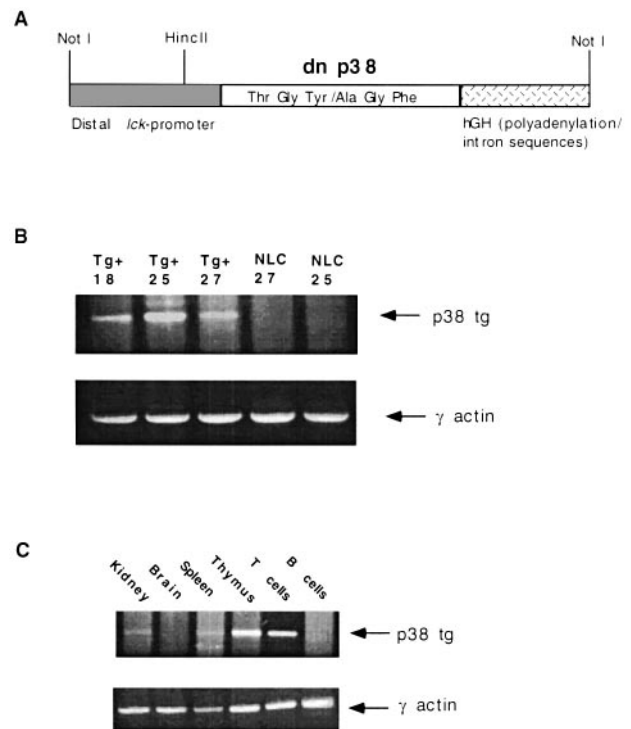 A
Not I
HincII
Not I
dn p38
Thr Gly Tyr/Ala Gly Phe
Distal lck-promoter
hGH (polyadenylation/
intron sequences)
B
Tg+ Tg+ Tg+ NLC NLC
18 25 27 27 25
p38 tg
γ actin
C
Kidney
Brain
Spleen
Thymus
T cells
B cells
p38 tg
γ actin